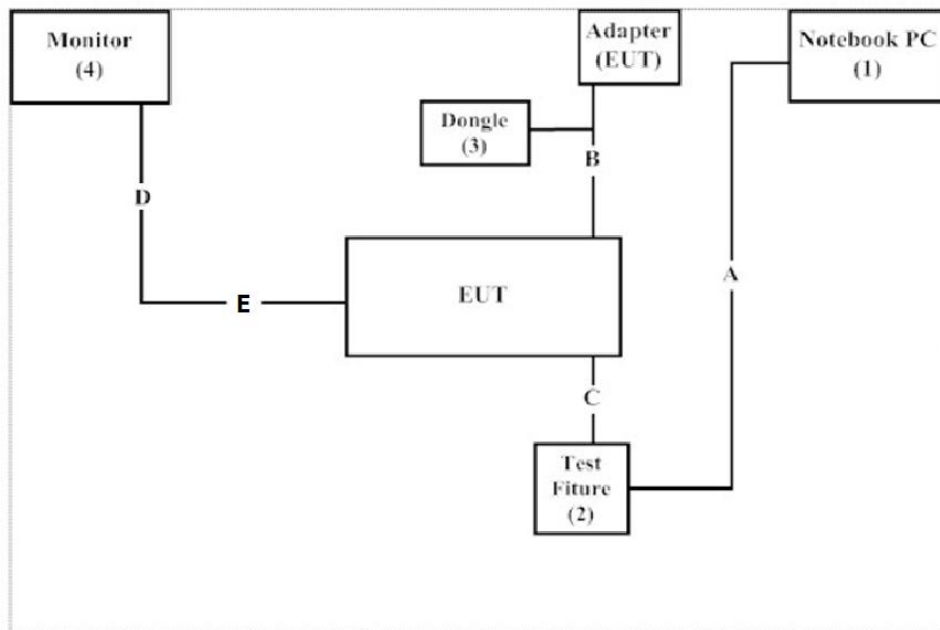 Monitor
(4)
Adapter
(EUT)
Notebook PC
(1)
Dongle
(3)
B
D
A
E
EUT
C
Test
Fiture
(2)